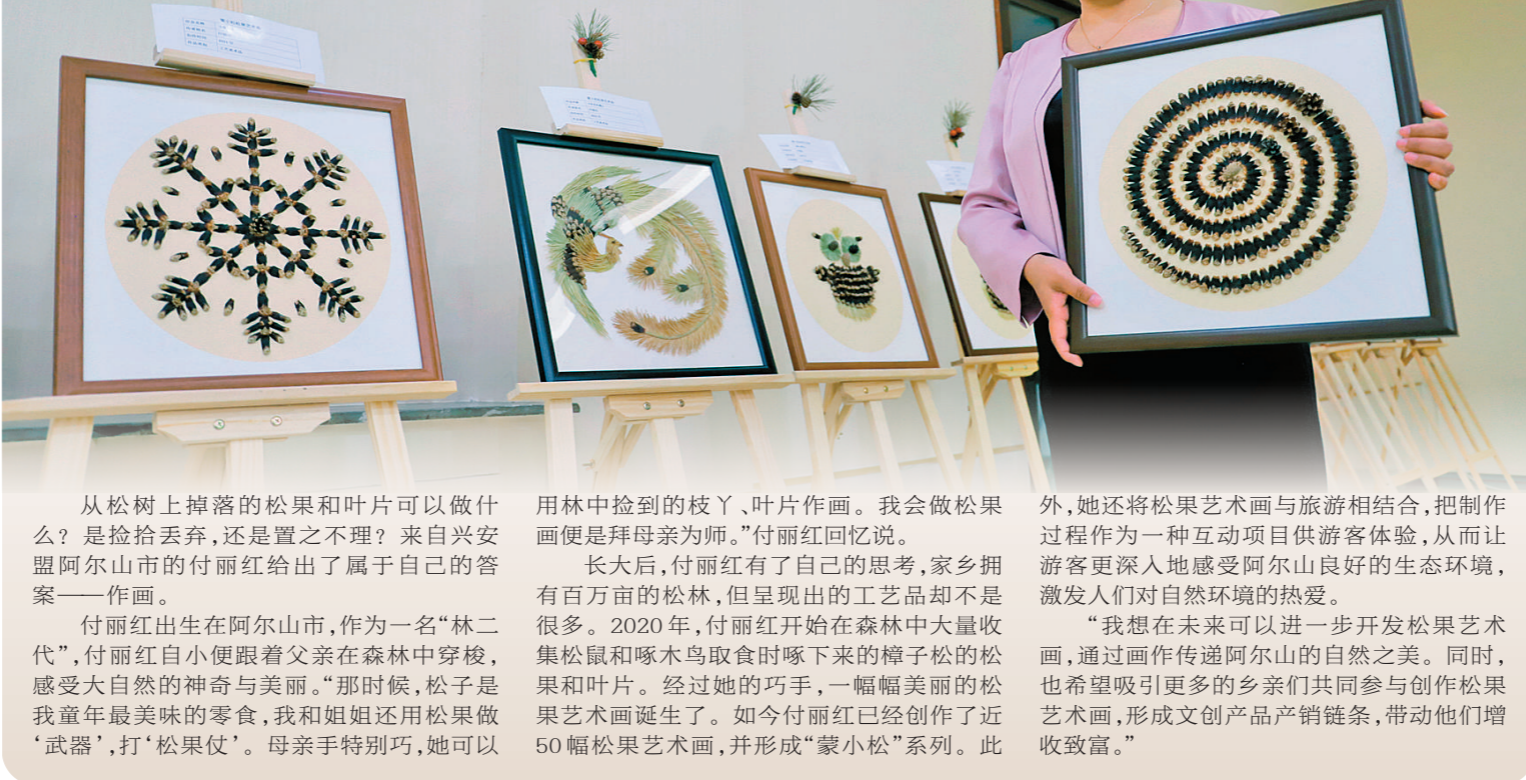 从松树上掉落的松果和叶片可以做什
么？是捡拾丢弃，还是置之不理？来自兴安
盟阿尔山市的付丽红给出了属于自己的答
案——作画。
付丽红出生在阿尔山市，作为一名“林二
代”，付丽红自小便跟着父亲在森林中穿梭，
感受大自然的神奇与美丽。“那时候，松子是
我童年最美味的零食，我和姐姐还用松果做
‘武器’，打‘松果仗’。母亲手特别巧，她可以
用林中捡到的枝丫、叶片作画。我会做松果
画便是拜母亲为师。”付丽红回忆说。
长大后，付丽红有了自己的思考，家乡拥
有百万亩的松林，但呈现出的工艺品却不是
很多。2020年，付丽红开始在森林中大量收
集松鼠和啄木鸟取食时啄下来的樟子松的松
果和叶片。经过她的巧手，一幅幅美丽的松
果艺术画诞生了。如今付丽红已经创作了近
50幅松果艺术画，并形成“蒙小松”系列。此
外，她还将松果艺术画与旅游相结合，把制作
过程作为一种互动项目供游客体验，从而让
游客更深入地感受阿尔山良好的生态环境，
激发人们对自然环境的热爱。
“我想在未来可以进一步开发松果艺术
画，通过画作传递阿尔山的自然之美。同时，
也希望吸引更多的乡亲们共同参与创作松果
艺术画，形成文创产品产销链条，带动他们增
收致富。”